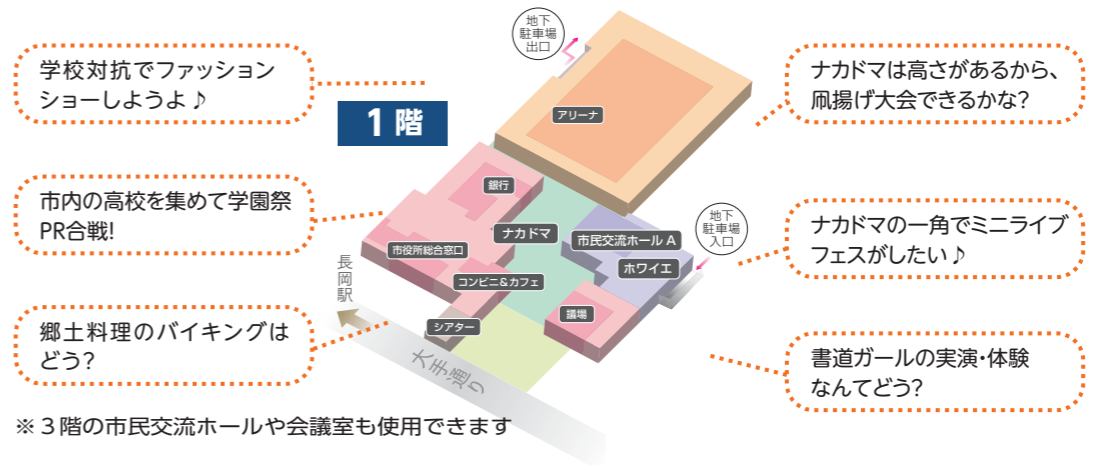 学校対抗でファッション
ショーしようよ♪
市内の高校を集めて学園祭
PR合戦!
郷土料理のバイキングは
どう?
1階
地下
駐車場
出口
アリーナ
銀行
ナカドマ
市民交流ホールA
市役所総合窓口
ホワイエ
コンビニ&カフェ
議場
シアター
地下
駐車場
入口
長岡駅
大手通り
ナカドマは高さがあるから、
凧揚げ大会できるかな?
ナカドマの一角でミニライブ
フェスがしたい♪
書道ガールの実演・体験
なんてどう?
※3階の市民交流ホールや会議室も使用できます